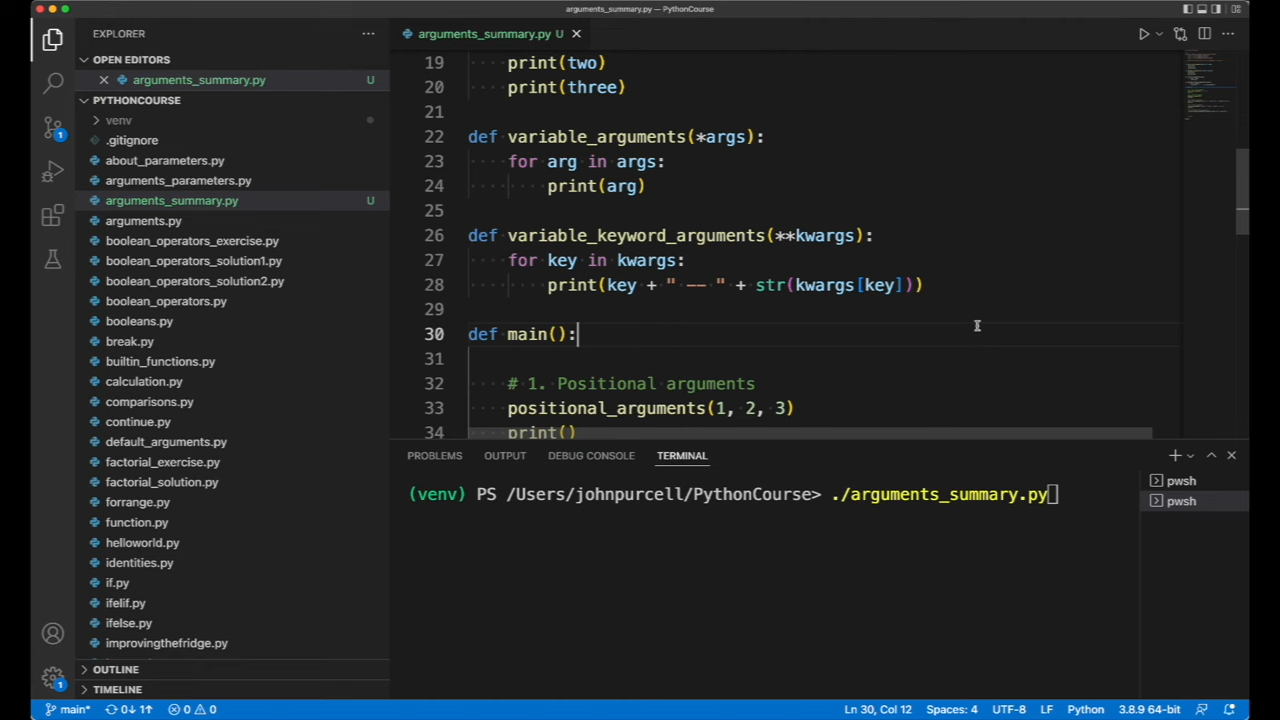 arguments_summary.py — PythonCourse
EXPLORER
OPEN EDITORS
arguments_summary.py U
PYTHONCOURSE
venv
.gitignore
about_parameters.py
arguments_parameters.py
arguments_summary.py U
arguments.py
boolean_operators_exercise.py
boolean_operators_solution1.py
boolean_operators_solution2.py
boolean_operators.py
booleans.py
break.py
builtin_functions.py
calculation.py
comparisons.py
continue.py
default_arguments.py
factorial_exercise.py
factorial_solution.py
forrange.py
function.py
helloworld.py
identities.py
if.py
ifelif.py
ifelse.py
improvingthefridge.py
OUTLINE
TIMELINE
1
1
arguments_summary.py U
19 print(two)
20 print(three)
21
22 def variable_arguments(*args):
23 for arg in args:
24 print(arg)
25
26 def variable_keyword_arguments(**kwargs):
27 for key in kwargs:
28 print(key + " -- " + str(kwargs[key]))
29
30 def main():
31
32 # 1. Positional arguments
33 positional_arguments(1, 2, 3)
34 print()
PROBLEMS OUTPUT DEBUG CONSOLE TERMINAL
(venv) PS /Users/johnpurcell/PythonCourse> ./arguments_summary.py
pwsh
pwsh
main* 0↓ 1↑ 0 0 Ln 30, Col 12 Spaces: 4 UTF-8 LF Python 3.8.9 64-bit